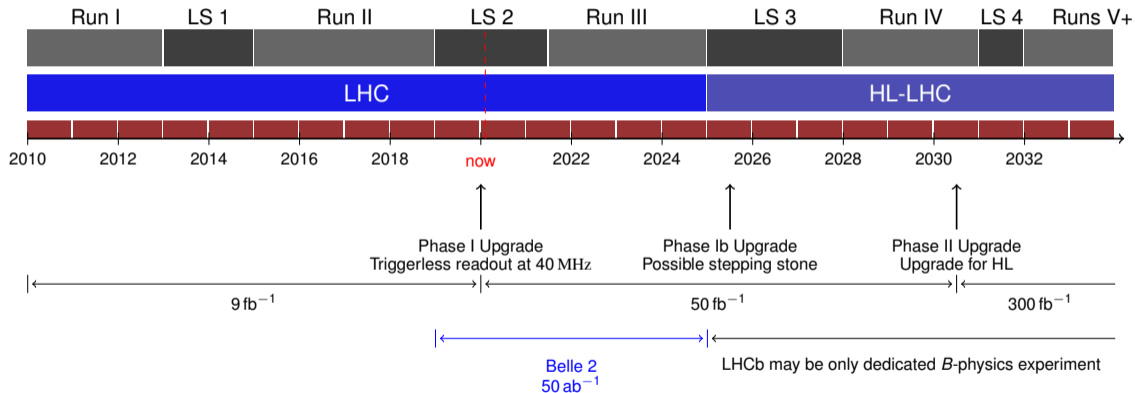 Run I LS 1 Run II LS 2 Run III LS 3 Run IV LS 4 Runs V+
LHC HL-LHC
2010 2012 2014 2016 2018 now 2022 2024 2026 2028 2030 2032
Phase I Upgrade Phase Ib Upgrade Phase II Upgrade
Triggerless readout at 40 MHz Possible stepping stone Upgrade for HL
9 fb⁻¹ 50 fb⁻¹ 300 fb⁻¹
Belle 2 LHCb may be only dedicated B-physics experiment
50 ab⁻¹